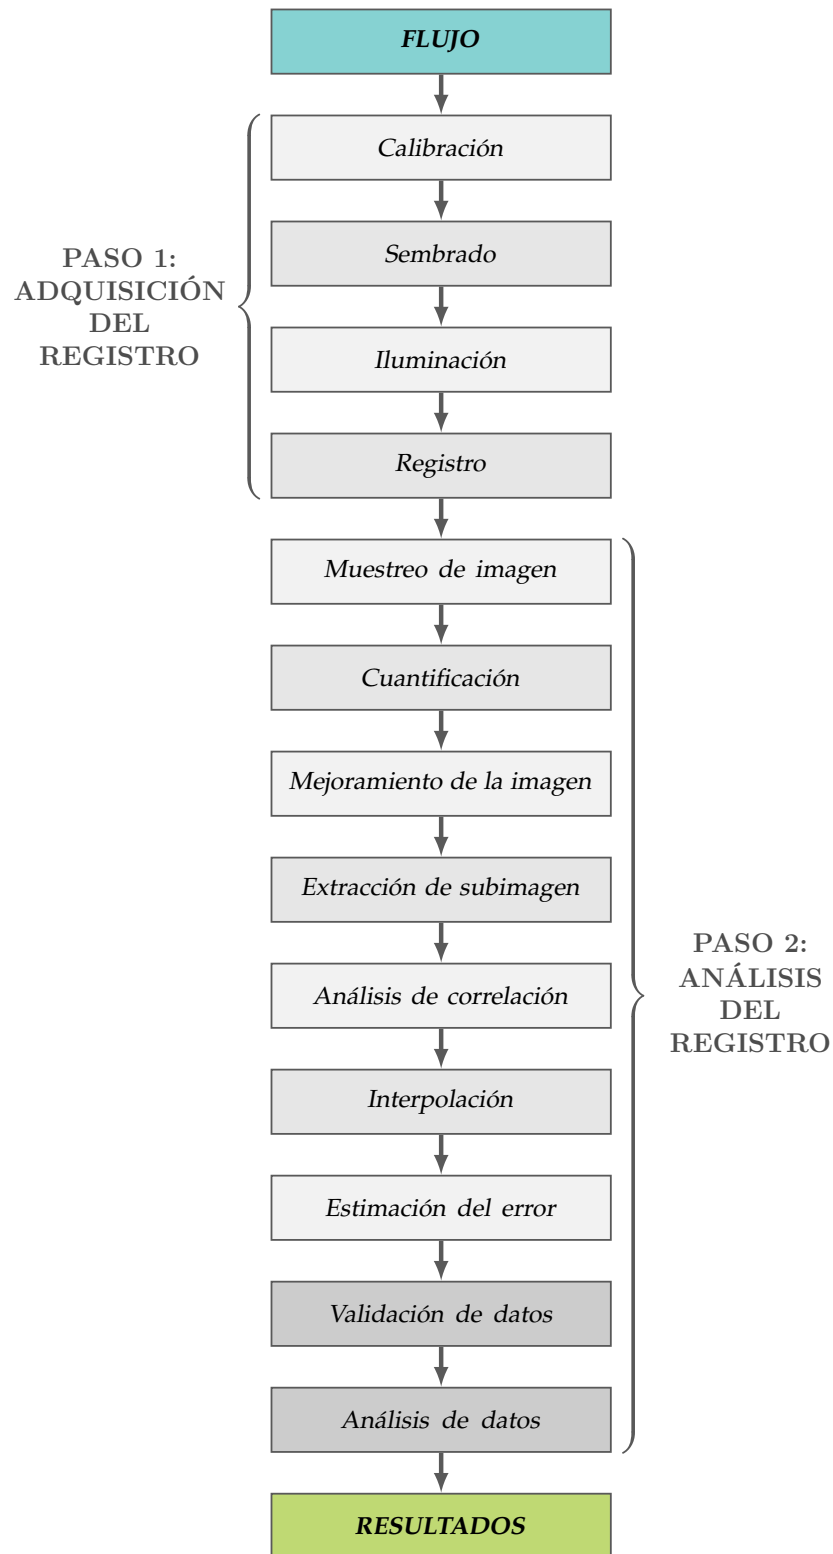 FLUJO
Calibración
Sembrado
Iluminación
Registro
PASO 1:
ADQUISICIÓN
DEL
REGISTRO
Muestreo de imagen
Cuantificación
Mejoramiento de la imagen
Extracción de subimagen
Análisis de correlación
Interpolación
Estimación del error
Validación de datos
Análisis de datos
PASO 2:
ANÁLISIS
DEL
REGISTRO
RESULTADOS